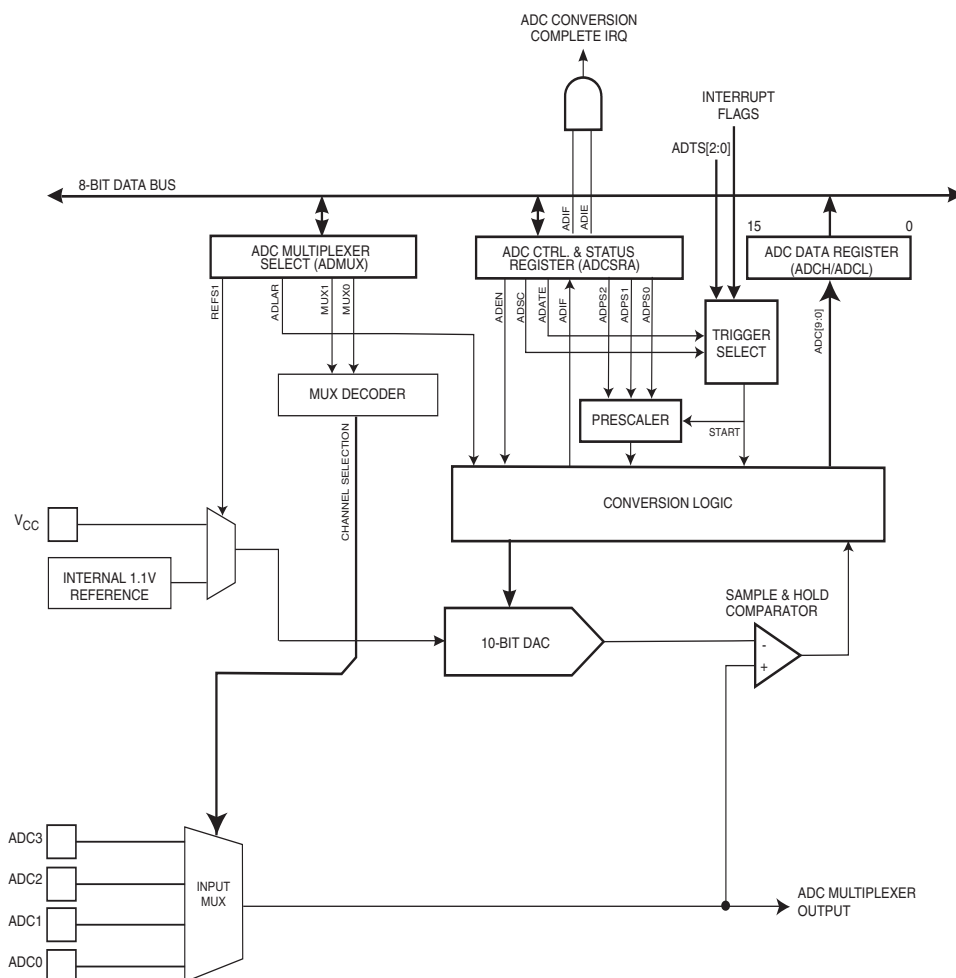 ADC CONVERSION
COMPLETE IRQ
INTERRUPT
FLAGS
ADTS[2:0]
8-BIT DATA BUS
ADIF
ADIE
15
0
ADC MULTIPLEXER
SELECT (ADMUX)
ADC CTRL. & STATUS
REGISTER (ADCSRA)
ADC DATA REGISTER
(ADCH/ADCL)
REFS1
ADLAR
MUX1
MUX0
ADEN
ADSC
ADATE
ADIF
ADPS2
ADPS1
ADPS0
TRIGGER
SELECT
ADC[9:0]
MUX DECODER
PRESCALER
START
CHANNEL SELECTION
CONVERSION LOGIC
VCC
INTERNAL 1.1V
REFERENCE
SAMPLE & HOLD
COMPARATOR
10-BIT DAC
-
+
ADC3
ADC2
ADC1
ADC0
INPUT
MUX
ADC MULTIPLEXER
OUTPUT